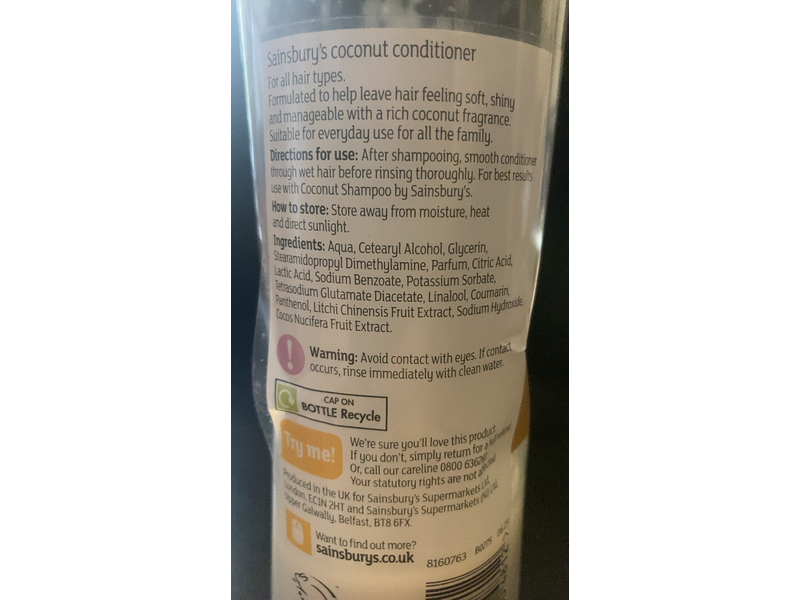 Sainsbury's coconut conditioner
For all hair types.
Formulated to help leave hair feeling soft, shiny
and manageable with a rich coconut fragrance.
Suitable for everyday use for all the family.
Directions for use: After shampooing, smooth conditioner
through wet hair before rinsing thoroughly. For best results
use with Coconut Shampoo by Sainsbury's.
How to store: Store away from moisture, heat
and direct sunlight.
Ingredients: Aqua, Cetearyl Alcohol, Glycerin,
Stearamidopropyl Dimethylamine, Parfum, Citric Acid,
Lactic Acid, Sodium Benzoate, Potassium Sorbate,
Tetrasodium Glutamate Diacetate, Linalool, Coumarin,
Panthenol, Litchi Chinensis Fruit Extract, Sodium Hydroxide,
Cocos Nucifera Fruit Extract.
! Warning: Avoid contact with eyes. If contact
occurs, rinse immediately with clean water.
CAP ON
BOTTLE Recycle
Try me!
We're sure you'll love this product.
If you don't, simply return for a full refund.
Or, call our careline 0800
Your statutory rights are not affected.
Produced in the UK for Sainsbury's Supermarkets Ltd,
London, EC1N 2HT and Sainsbury's Supermarkets (NI) Ltd,
Upper Galwally, Belfast, BT8 6FX.
Want to find out more?
sainsburys.co.uk
8160763